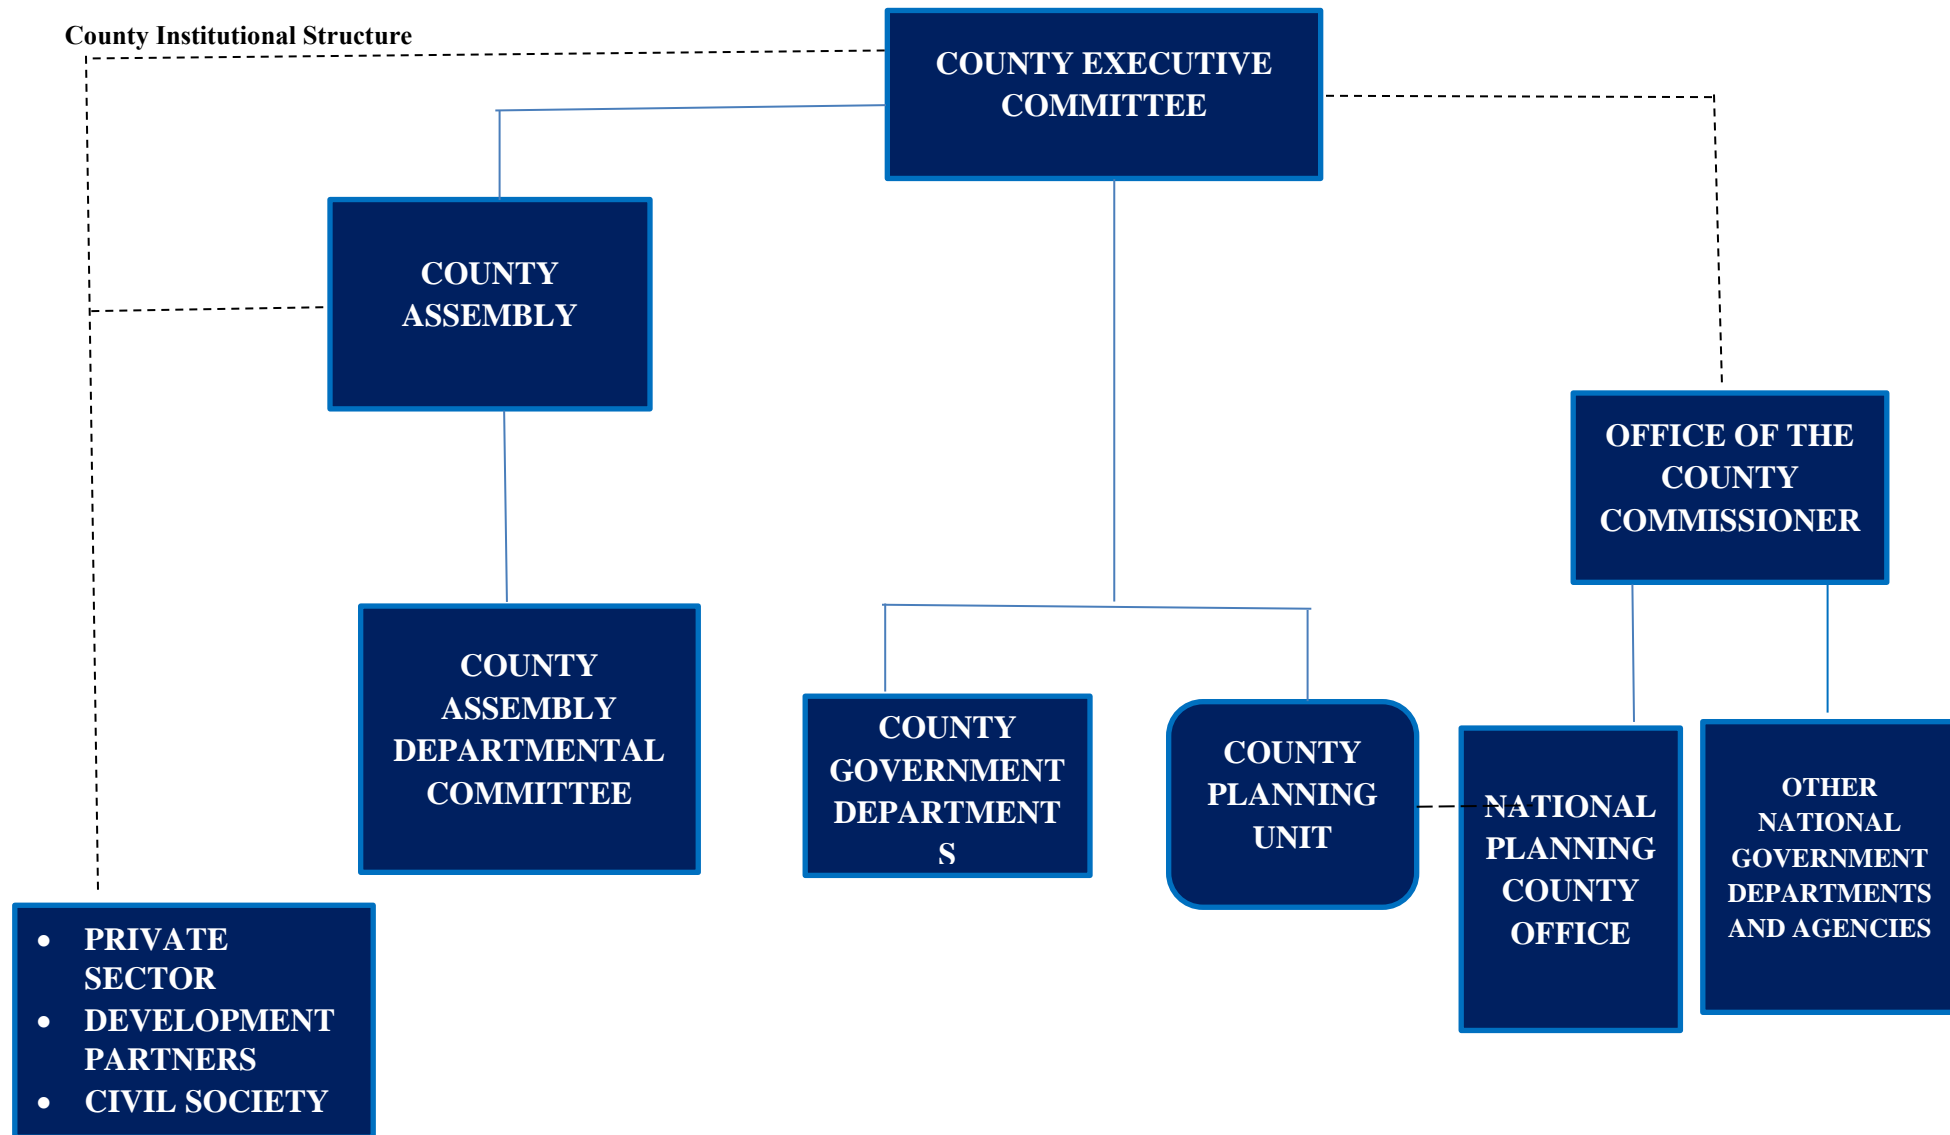 County Institutional Structure
COUNTY EXECUTIVE
COMMITTEE
COUNTY
ASSEMBLY
OFFICE OF THE
COUNTY
COMMISSIONER
COUNTY
ASSEMBLY
DEPARTMENTAL
COMMITTEE
COUNTY
GOVERNMENT
DEPARTMENT
S
COUNTY
PLANNING
UNIT
NATIONAL
PLANNING
COUNTY
OFFICE
OTHER
NATIONAL
GOVERNMENT
DEPARTMENTS
AND AGENCIES
• PRIVATE
SECTOR
• DEVELOPMENT
PARTNERS
• CIVIL SOCIETY